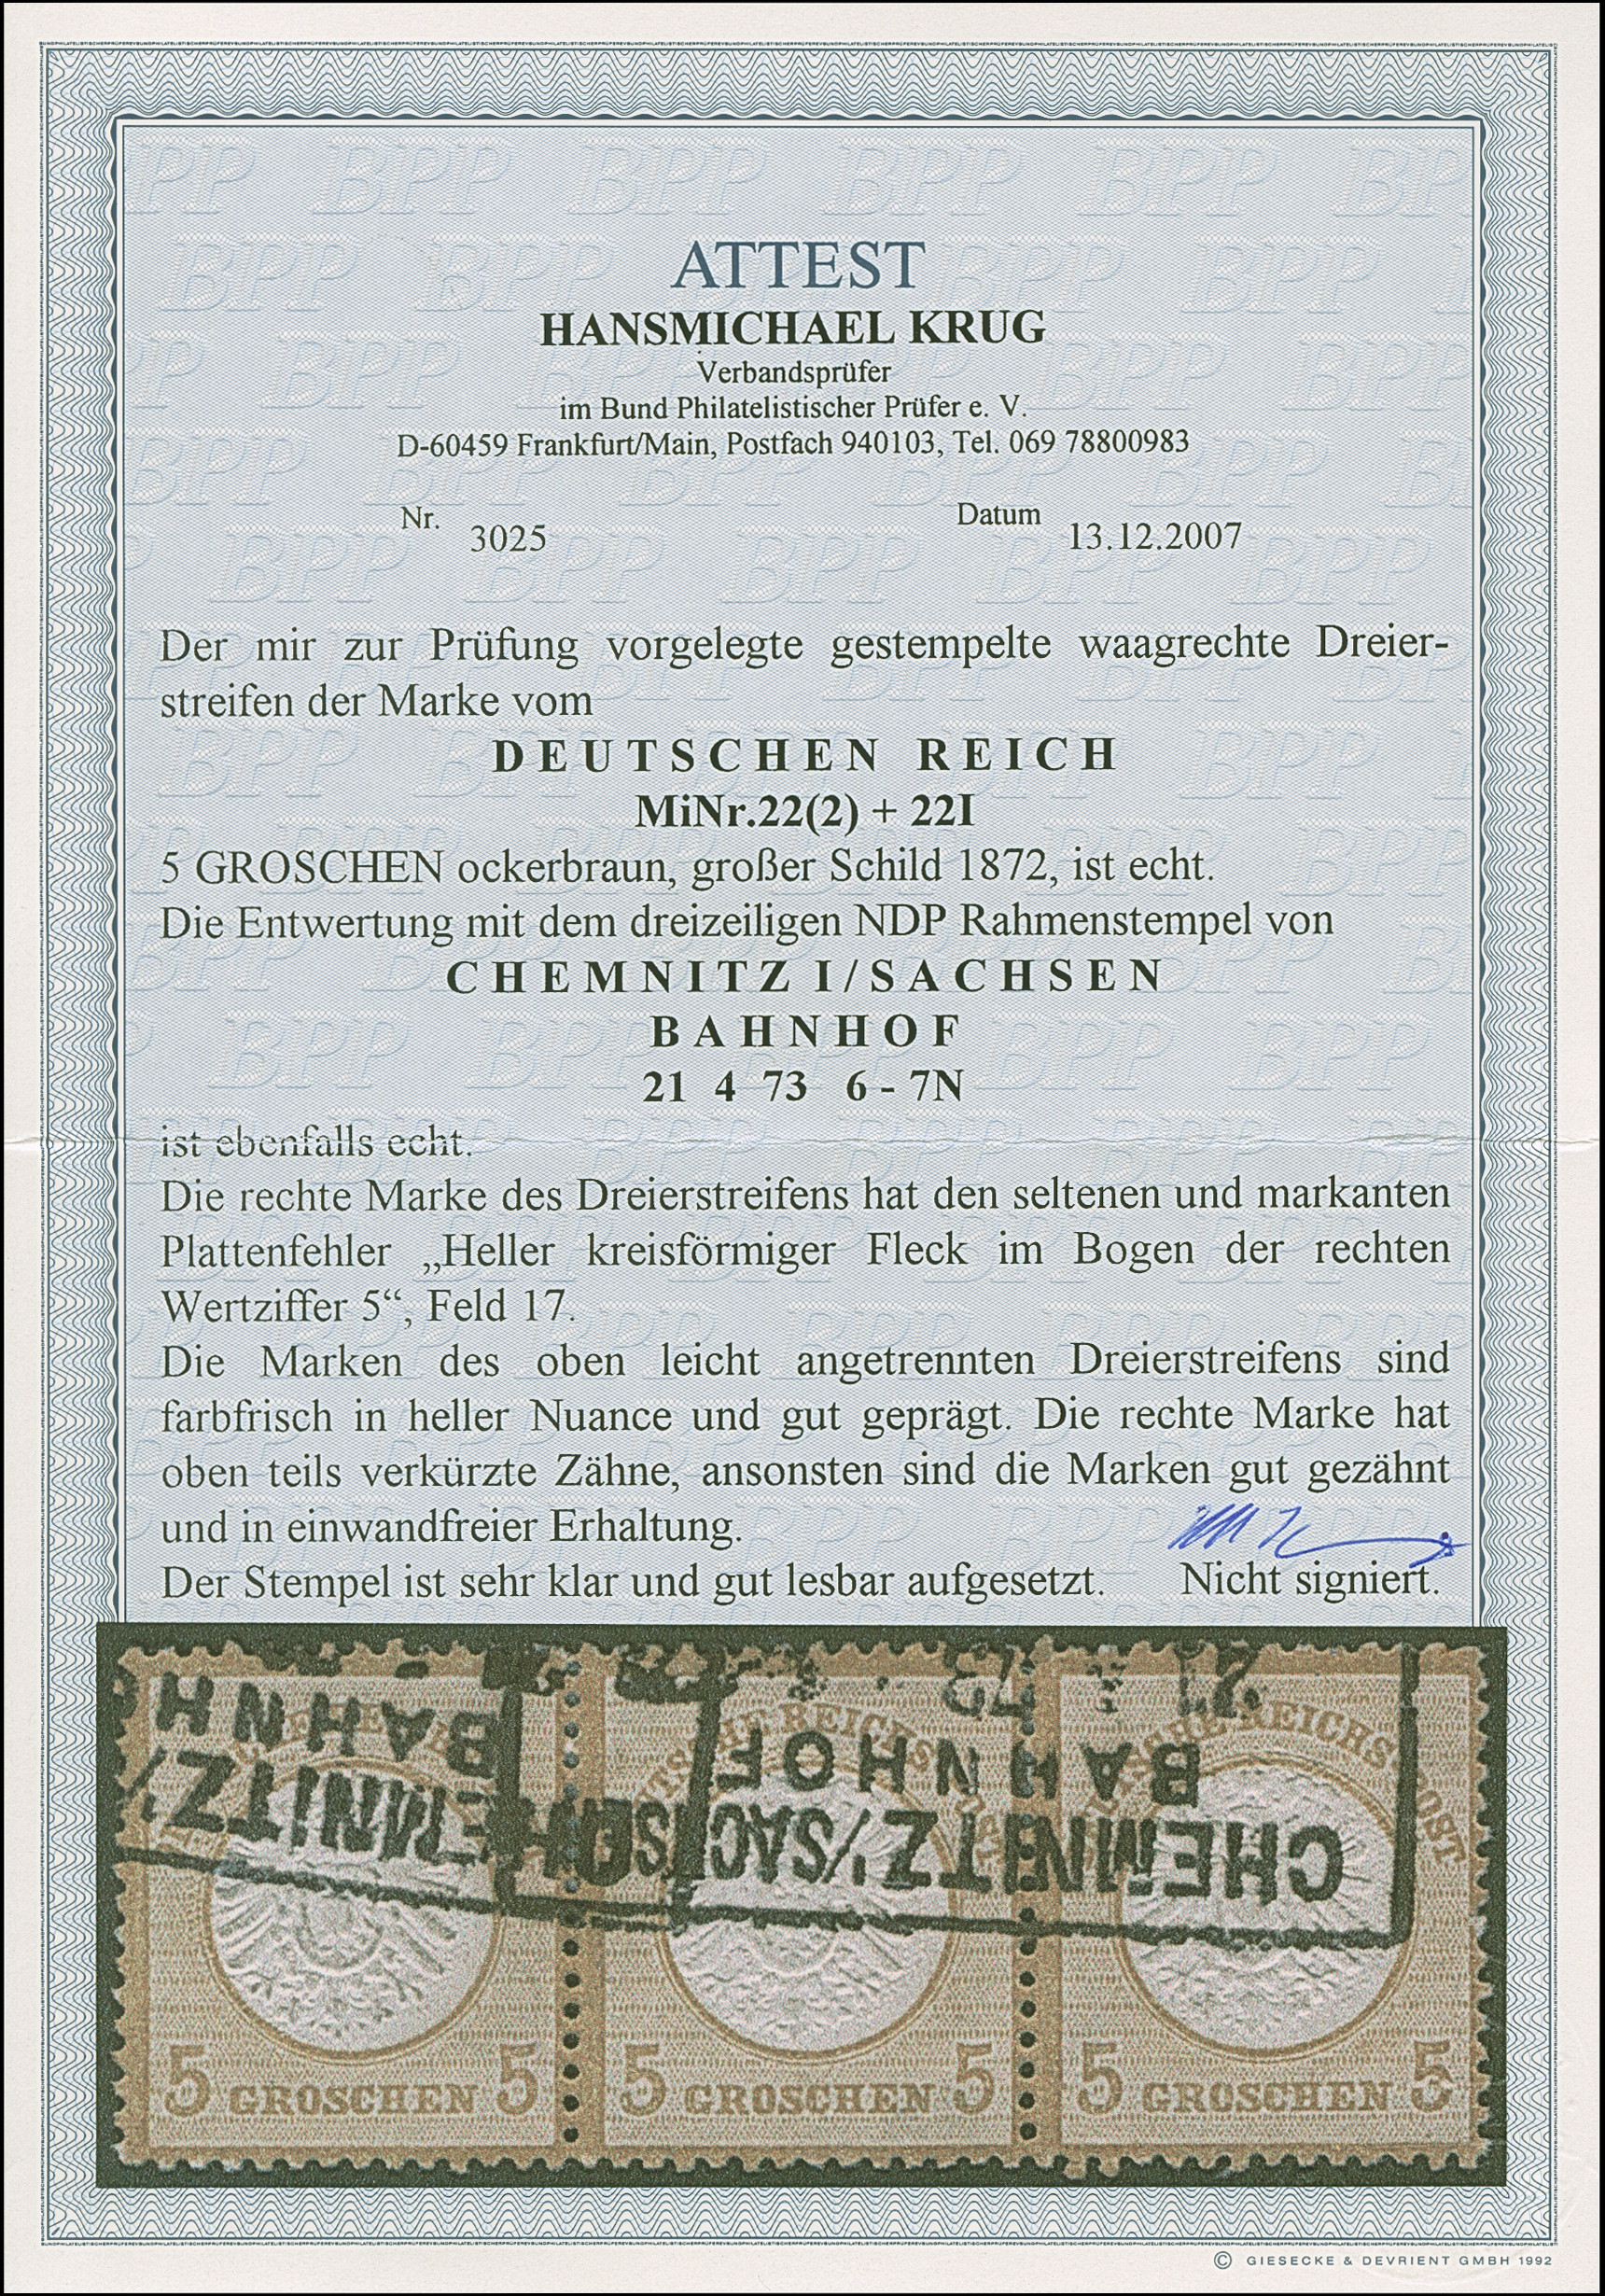 ATTEST
HANSMICHAEL KRUG
Verbandsprüfer
im Bund Philatelistischer Prüfer e. V.
D-60459 Frankfurt/Main, Postfach 940103, Tel. 069 78800983
Nr. 3025 Datum 13.12.2007
Der mir zur Prüfung vorgelegte gestempelte waagrechte Dreier-
streifen der Marke vom
DEUTSCHEN REICH
MiNr.22(2) + 22I
5 GROSCHEN ockerbraun, großer Schild 1872, ist echt.
Die Entwertung mit dem dreizeiligen NDP Rahmenstempel von
CHEMNITZ I/SACHSEN
BAHNHOF
21 4 73 6 - 7N
ist ebenfalls echt.
Die rechte Marke des Dreierstreifens hat den seltenen und markanten
Plattenfehler „Heller kreisförmiger Fleck im Bogen der rechten
Wertziffer 5“, Feld 17.
Die Marken des oben leicht angetrennten Dreierstreifens sind
farbfrisch in heller Nuance und gut geprägt. Die rechte Marke hat
oben teils verkürzte Zähne, ansonsten sind die Marken gut gezähnt
und in einwandfreier Erhaltung.
Der Stempel ist sehr klar und gut lesbar aufgesetzt. Nicht signiert.
BAHNH
BAHNHOF
CHEMNITZ I/SACHSE
5 GROSCHEN 5 5 GROSCHEN 5 5 GROSCHEN 5
© GIESECKE & DEVRIENT GMBH 1992